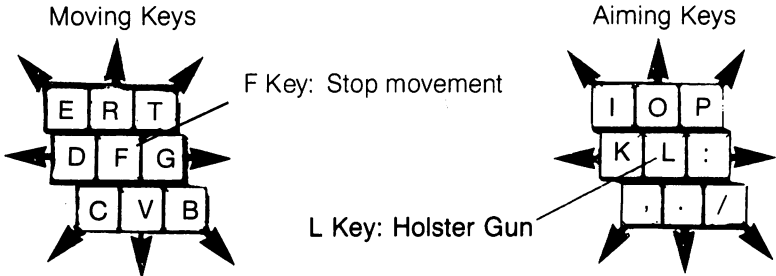 Moving Keys
Aiming Keys
F Key: Stop movement
E R T
I O P
D F G
K L :
C V B
, . /
L Key: Holster Gun